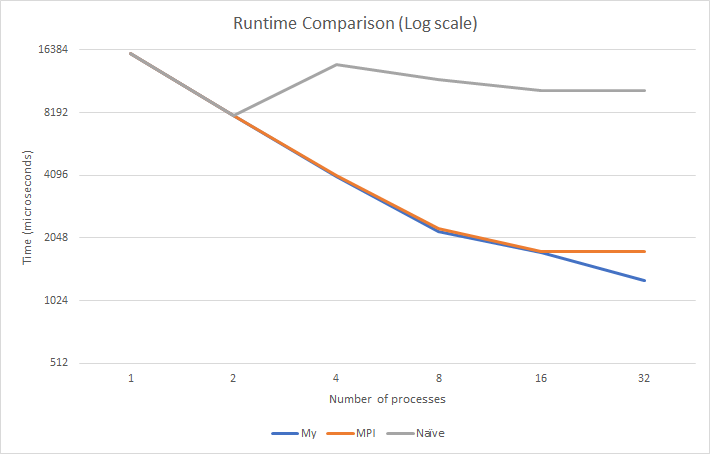 Runtime Comparison (Log scale)
16384
8192
4096
2048
1024
512
Time (microseconds)
1 2 4 8 16 32
Number of processes
My MPI Naïve